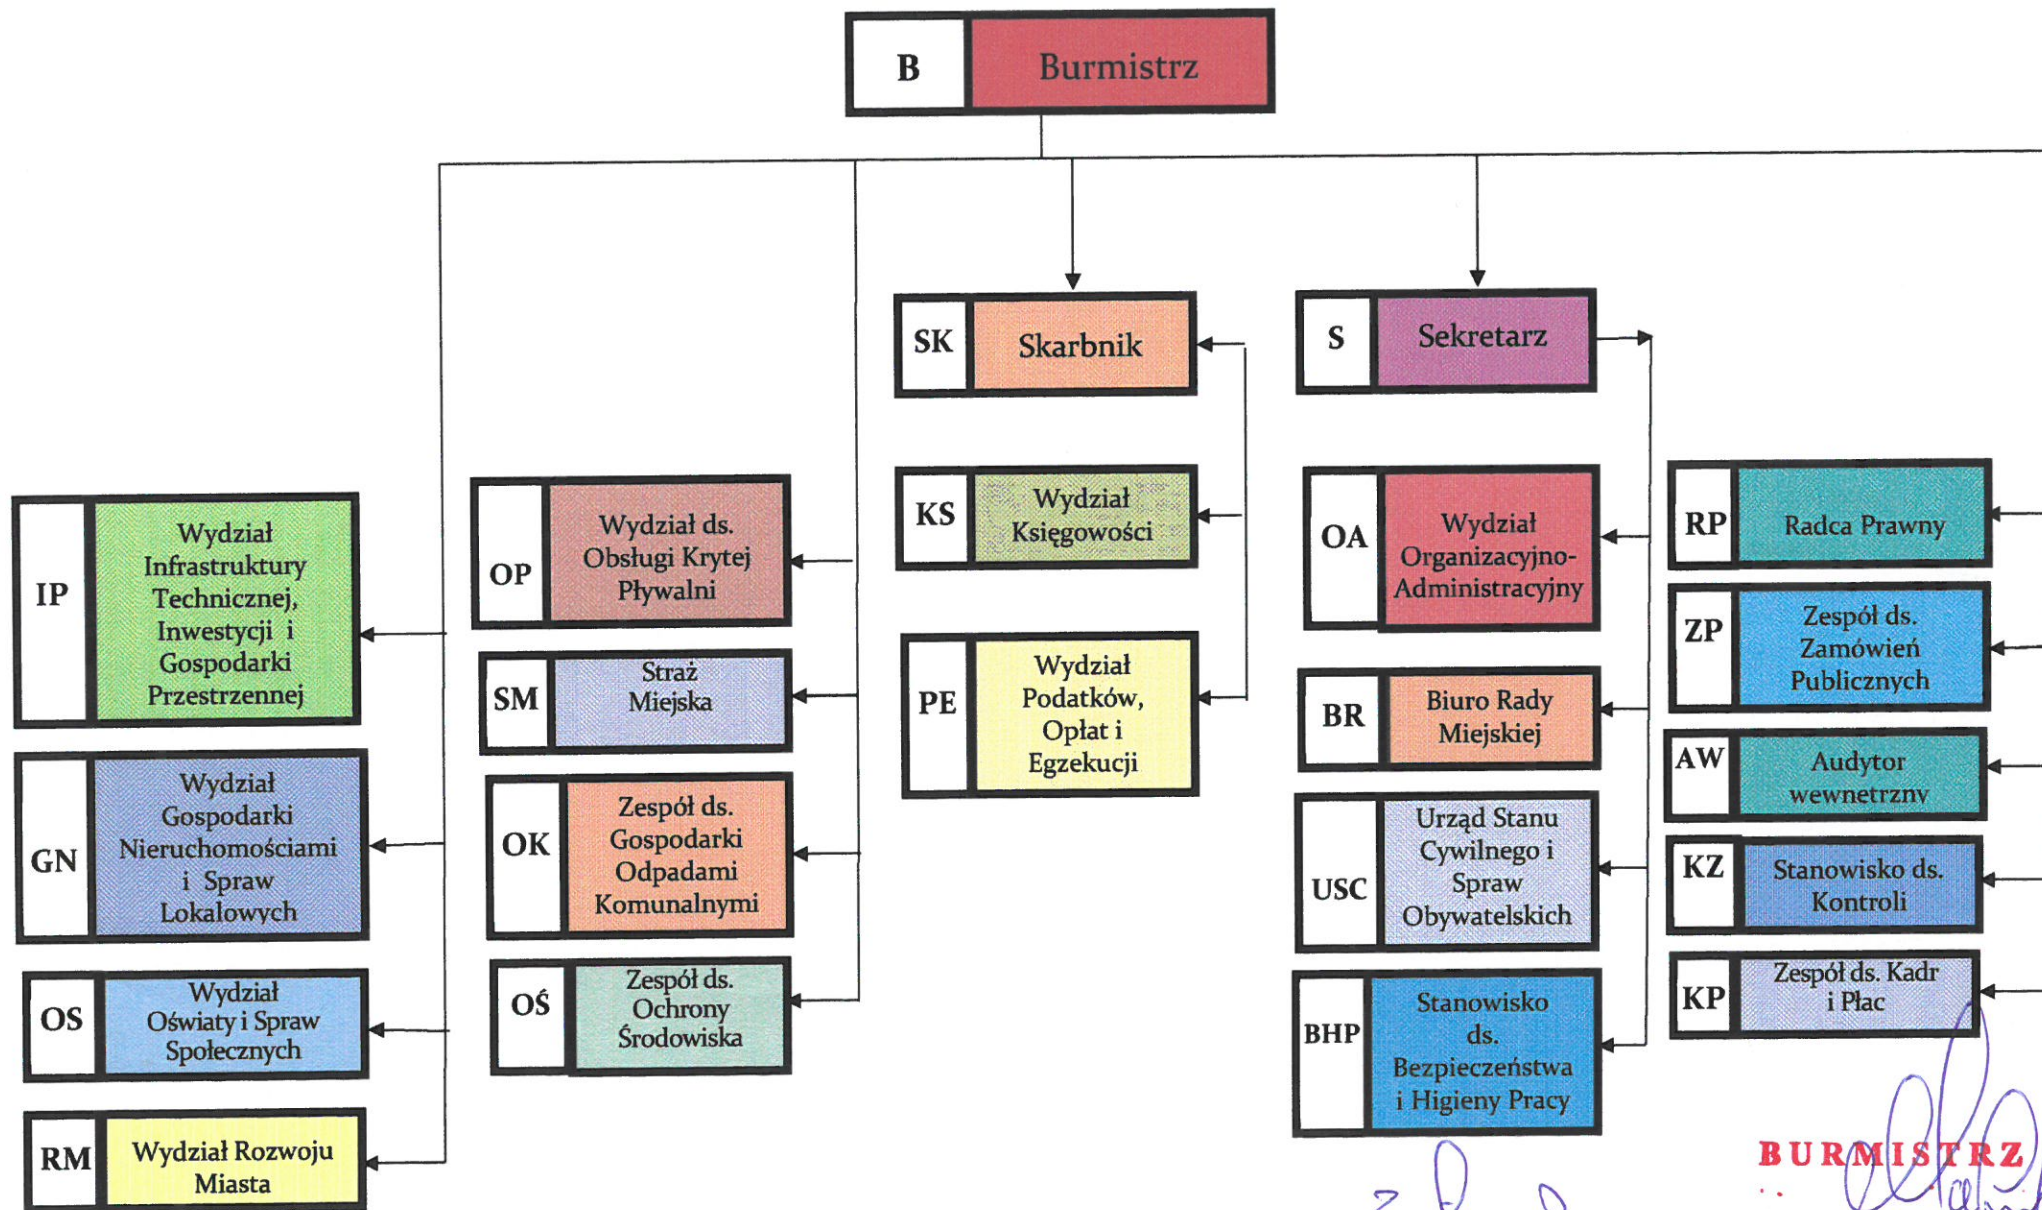 B
Burmistrz
SK
Skarbnik
S
Sekretarz
IP
Wydział
Infrastruktury
Technicznej,
Inwestycji i
Gospodarki
Przestrzennej
GN
Wydział
Gospodarki
Nieruchomościami
i Spraw
Lokalowych
OS
Wydział
Oświaty i Spraw
Społecznych
RM
Wydział Rozwoju
Miasta
OP
Wydział ds.
Obsługi Krytej
Pływalni
SM
Straż
Miejska
OK
Zespół ds.
Gospodarki
Odpadami
Komunalnymi
OŚ
Zespół ds.
Ochrony
Środowiska
KS
Wydział
Księgowości
PE
Wydział
Podatków,
Opłat i
Egzekucji
OA
Wydział
Organizacyjno-
Administracyjny
BR
Biuro Rady
Miejskiej
USC
Urząd Stanu
Cywilnego i
Spraw
Obywatelskich
BHP
Stanowisko
ds.
Bezpieczeństwa
i Higieny Pracy
RP
Radca Prawny
ZP
Zespół ds.
Zamówień
Publicznych
AW
Audytor
wewnetrzny
KZ
Stanowisko ds.
Kontroli
KP
Zespół ds. Kadr
i Płac
BURMISTRZ